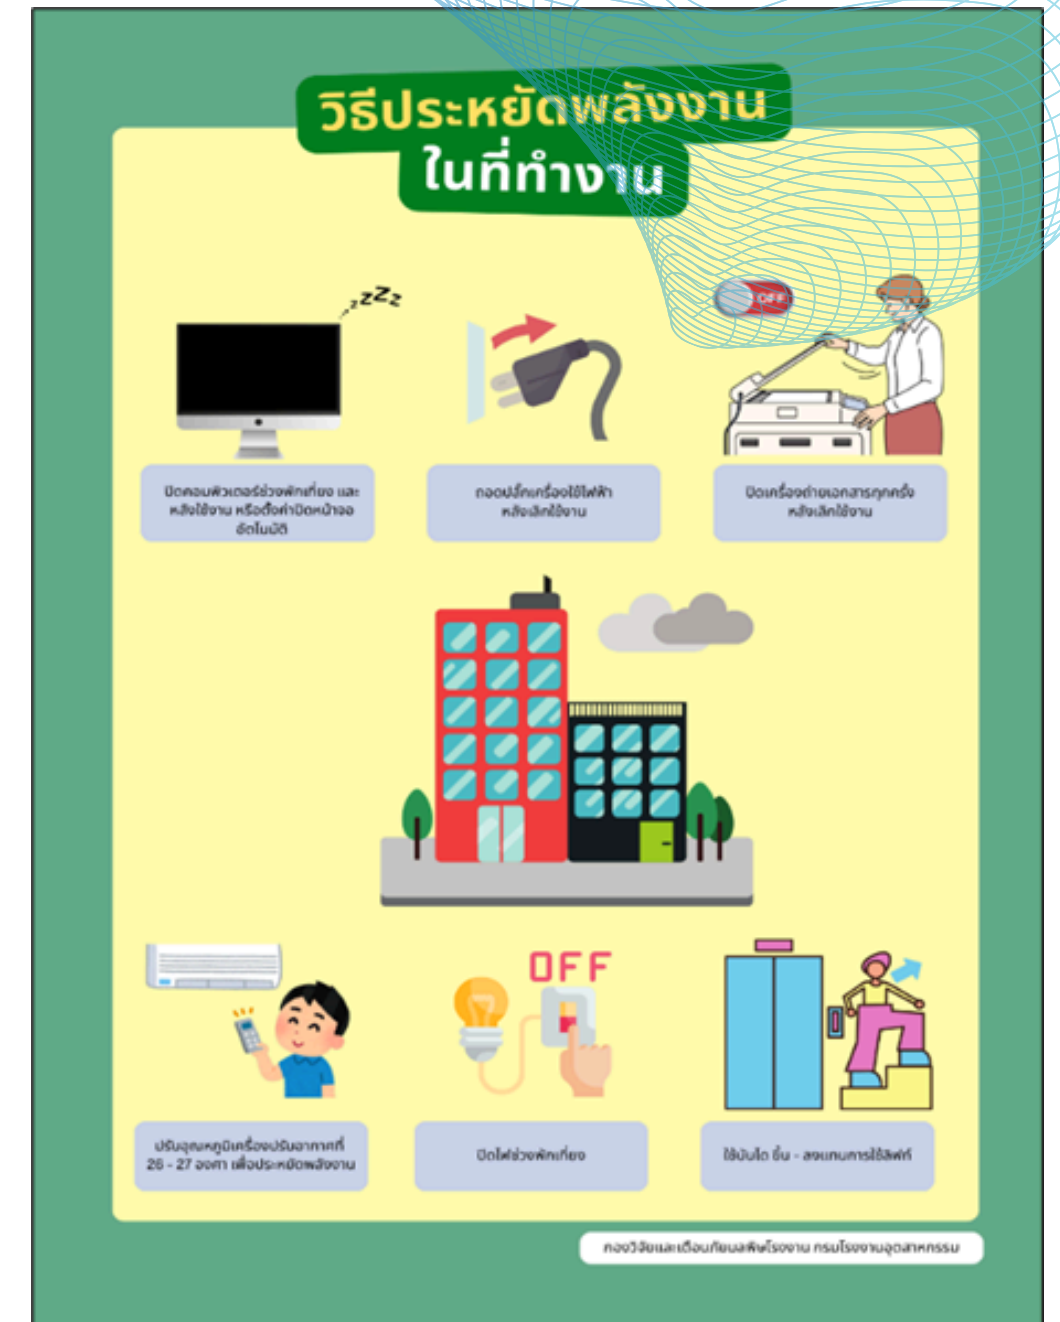 วิธีประหยัดพลังงาน
ในที่ทำงาน
zzZz
OFF
ปิดคอมพิวเตอร์ช่วงพักเที่ยง และ
หลังใช้งาน หรือตั้งค่าปิดหน้าจอ
อัตโนมัติ
ถอดปลั๊กเครื่องใช้ไฟฟ้า
หลังเลิกใช้งาน
ปิดเครื่องถ่ายเอกสารทุกครั้ง
หลังเลิกใช้งาน
OFF
ปรับอุณหภูมิเครื่องปรับอากาศที่
26 - 27 องศา เพื่อประหยัดพลังงาน
ปิดไฟช่วงพักเที่ยง
ใช้บันได ขึ้น - ลงแทนการใช้ลิฟท์
กองวิจัยและเตือนภัยมลพิษโรงงาน กรมโรงงานอุตสาหกรรม